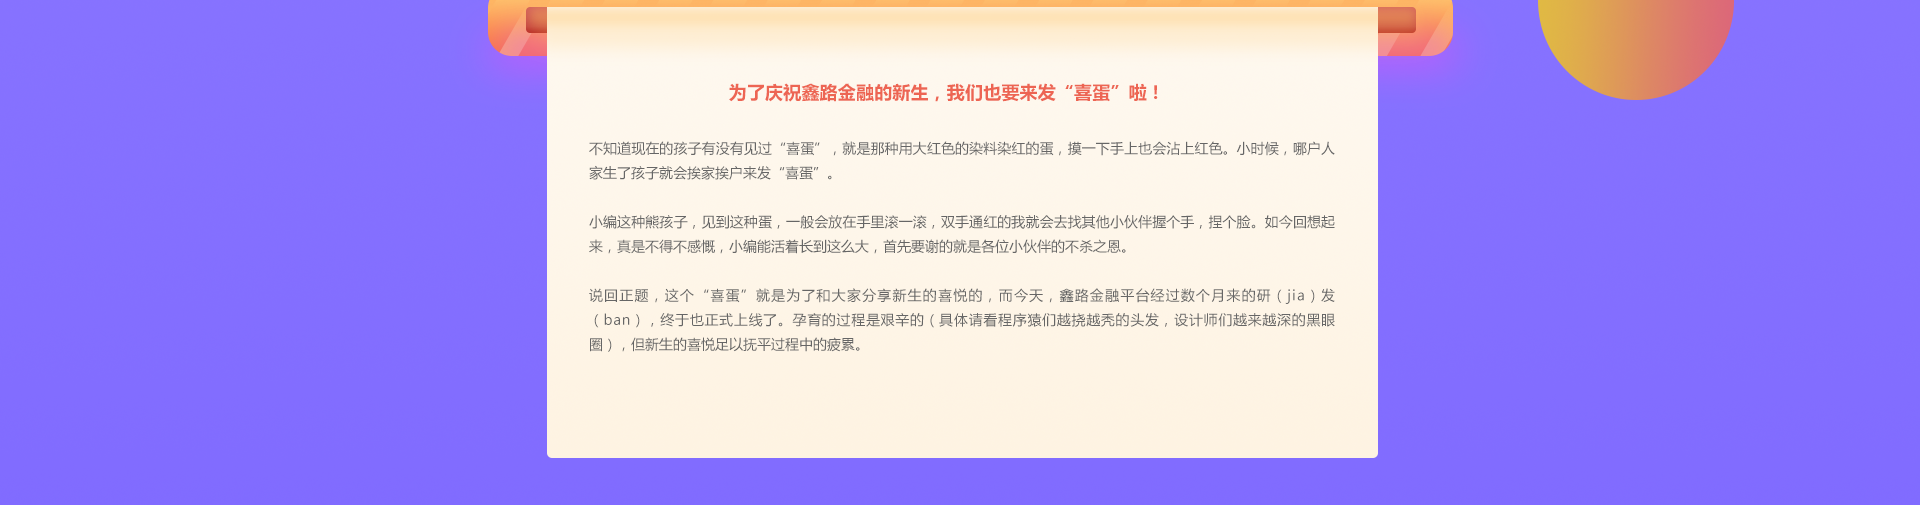 为了庆祝鑫路金融的新生，我们也要来发“喜蛋”啦！
不知道现在的孩子有没有见过“喜蛋”，就是那种用大红色的染料染红的蛋，摸一下手上也会沾上红色。小时候，哪户人
家生了孩子就会挨家挨户来发“喜蛋”。
小编这种熊孩子，见到这种蛋，一般会放在手里滚一滚，双手通红的我就会去找其他小伙伴握个手，捏个脸。如今回想起
来，真是不得不感慨，小编能活着长到这么大，首先要谢的就是各位小伙伴的不杀之恩。
说回正题，这个“喜蛋”就是为了和大家分享新生的喜悦的，而今天，鑫路金融平台经过数个月来的研（jia）发
（ban），终于也正式上线了。孕育的过程是艰辛的（具体请看程序猿们越挠越秃的头发，设计师们越来越深的黑眼
圈），但新生的喜悦足以抚平过程中的疲累。